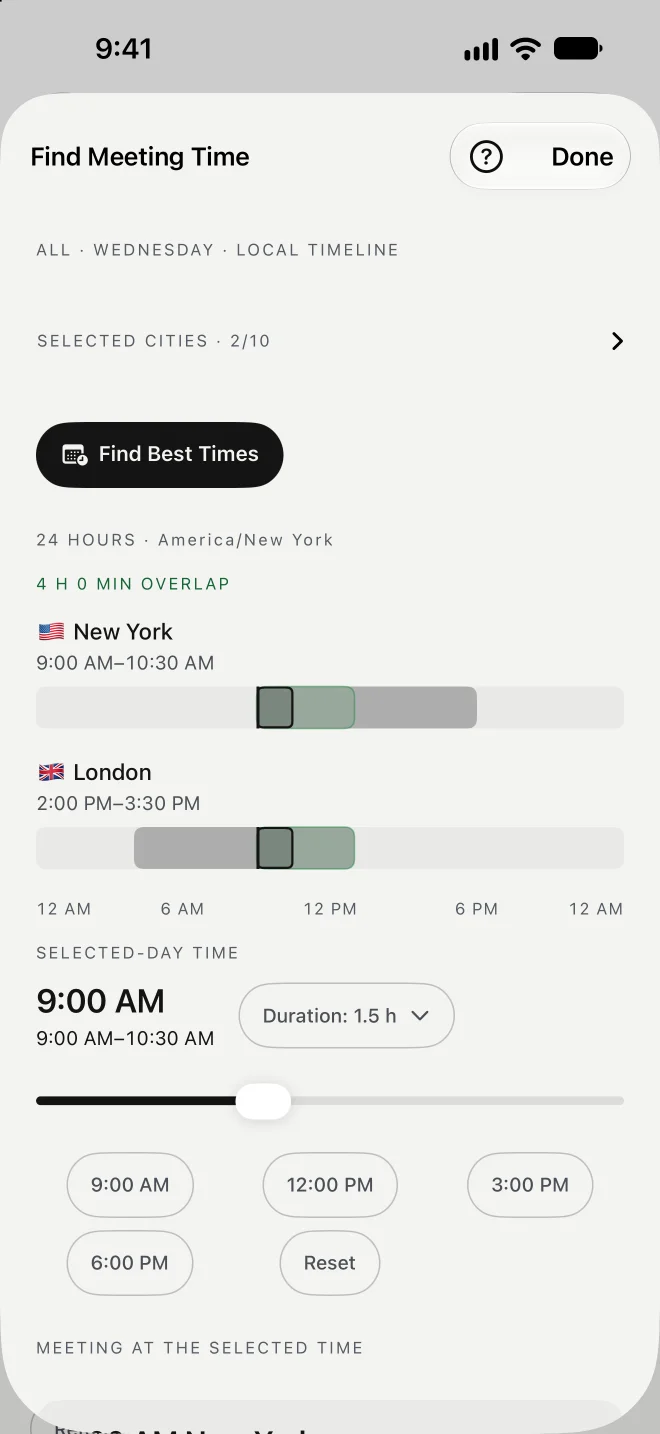 9:41
Find Meeting Time
? Done
ALL · WEDNESDAY · LOCAL TIMELINE
SELECTED CITIES · 2/10
Find Best Times
24 HOURS · America/New York
4 H 0 MIN OVERLAP
New York
9:00 AM–10:30 AM
London
2:00 PM–3:30 PM
12 AM 6 AM 12 PM 6 PM 12 AM
SELECTED-DAY TIME
9:00 AM
9:00 AM–10:30 AM
Duration: 1.5 h
9:00 AM 12:00 PM 3:00 PM
6:00 PM Reset
MEETING AT THE SELECTED TIME